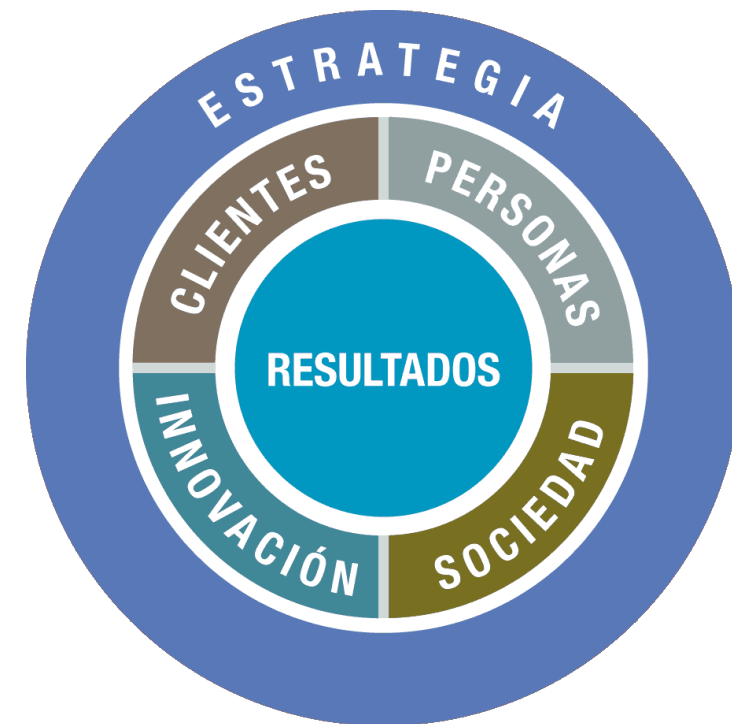 ESTRATEGIA
CLIENTES
PERSONAS
RESULTADOS
INNOVACIÓN
SOCIEDAD